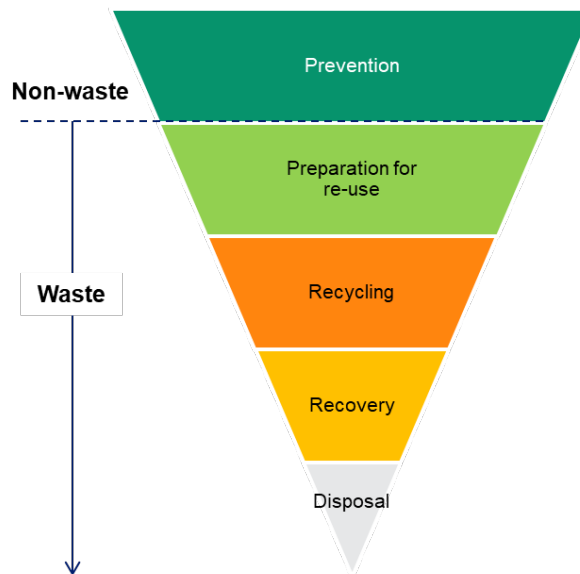 Prevention
Non-waste
Preparation for
re-use
Recycling
Waste
Recovery
Disposal